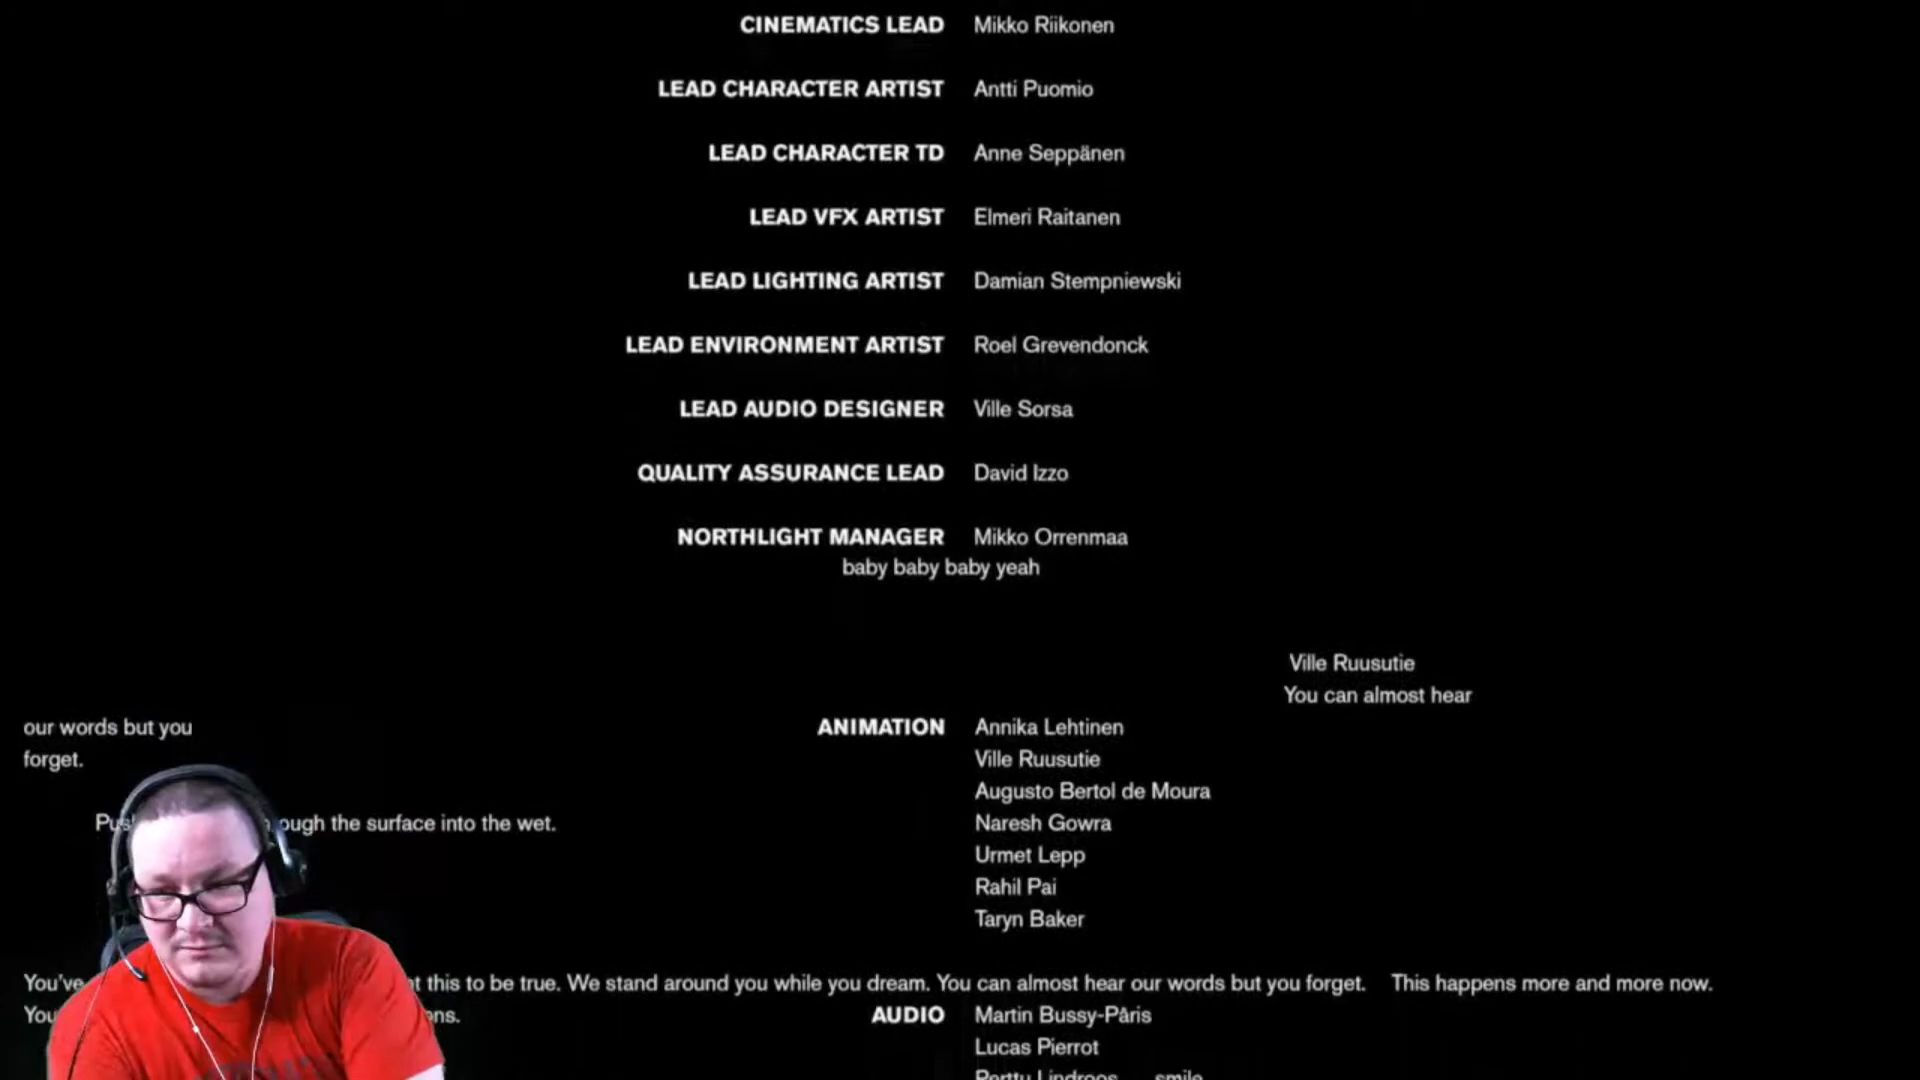 CINEMATICS LEAD Mikko Riikonen
LEAD CHARACTER ARTIST Antti Puomio
LEAD CHARACTER TD Anne Seppänen
LEAD VFX ARTIST Elmeri Raitanen
LEAD LIGHTING ARTIST Damian Stempniewski
LEAD ENVIRONMENT ARTIST Roel Grevendonck
LEAD AUDIO DESIGNER Ville Sorsa
QUALITY ASSURANCE LEAD David Izzo
NORTHLIGHT MANAGER Mikko Orrenmaa
baby baby baby yeah
Ville Ruusutie
You can almost hear
our words but you ANIMATION Annika Lehtinen
forget. Ville Ruusutie
Augusto Bertol de Moura
the surface into the wet. Naresh Gowra
Urmet Lepp
Rahil Pai
Taryn Baker
You've this to be true. We stand around you while you dream. You can almost hear our words but you forget. This happens more and more now.
AUDIO Martin Bussy-Pâris
Lucas Pierrot
smile